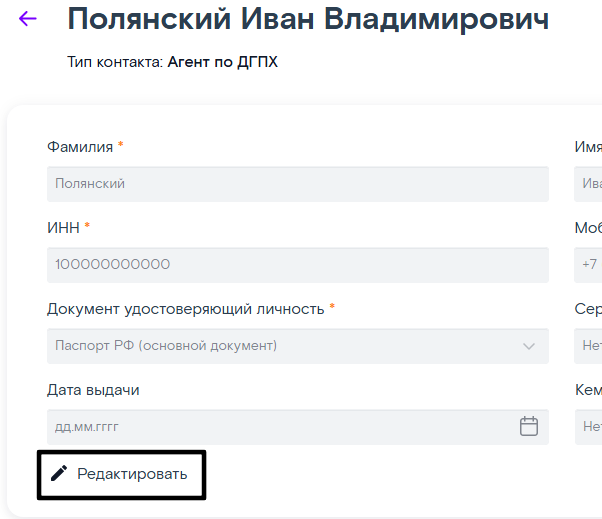 Полянский Иван Владимирович
Тип контакта: Агент по ДГПХ
Фамилия *
Имя
Полянский
Ива
ИНН *
Моб
100000000000
+7
Документ удостоверяющий личность *
Сер
Паспорт РФ (основной документ)
Нет
Дата выдачи
Кем
дд.мм.гггг
Нет
Редактировать